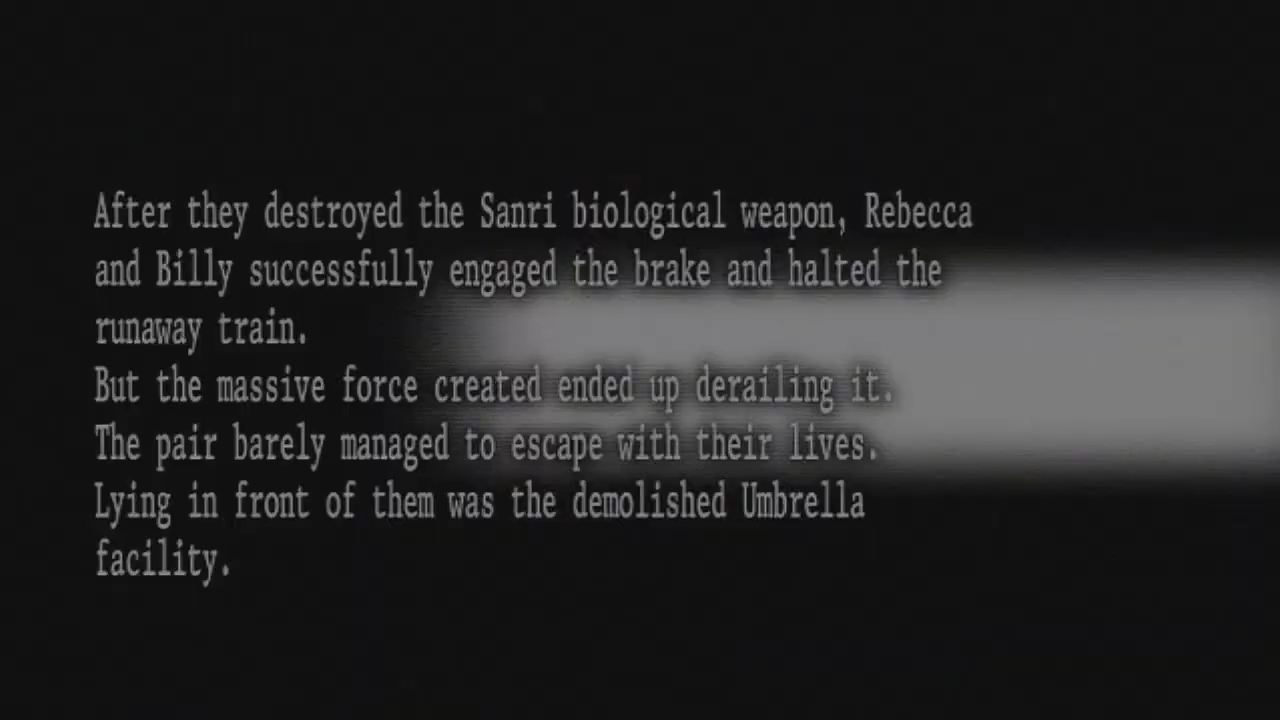 After they destroyed the Sanri biological weapon, Rebecca
and Billy successfully engaged the brake and halted the
runaway train.
But the massive force created ended up derailing it.
The pair barely managed to escape with their lives.
Lying in front of them was the demolished Umbrella
facility.